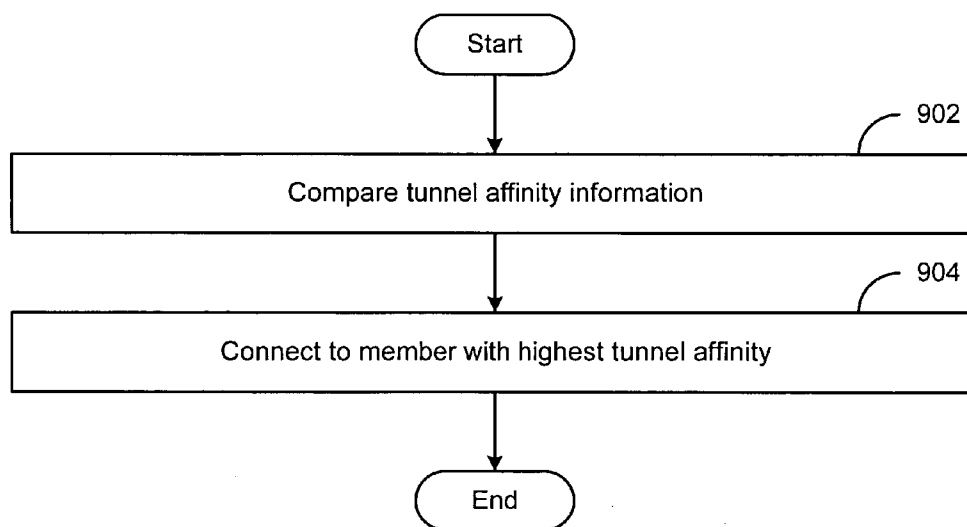 Start
902
Compare tunnel affinity information
904
Connect to member with highest tunnel affinity
End